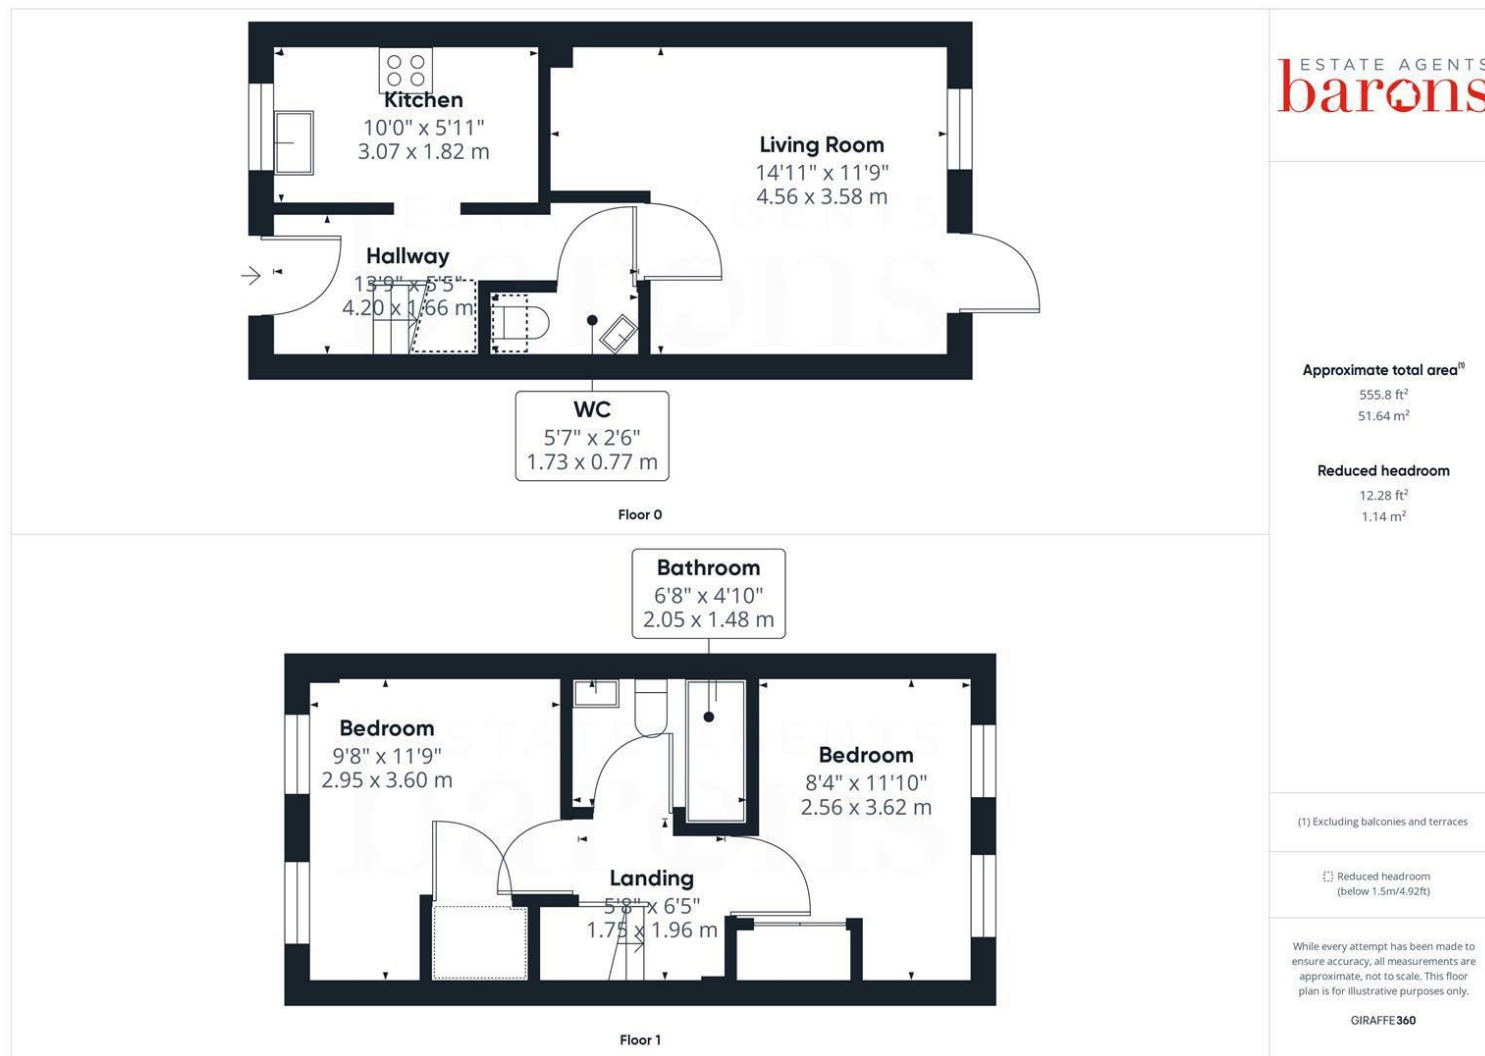 Kitchen
10'0" x 5'11"
3.07 x 1.82 m
Living Room
14'11" x 11'9"
4.56 x 3.58 m
Hallway
13'9" x 5'5"
4.20 x 1.66 m
WC
5'7" x 2'6"
1.73 x 0.77 m
Floor 0
Bathroom
6'8" x 4'10"
2.05 x 1.48 m
Bedroom
9'8" x 11'9"
2.95 x 3.60 m
Bedroom
8'4" x 11'10"
2.56 x 3.62 m
Landing
5'8" x 6'5"
1.75 x 1.96 m
Floor 1
ESTATE AGENTS
barons
Approximate total area(1)
555.8 ft²
51.64 m²
Reduced headroom
12.28 ft²
1.14 m²
(1) Excluding balconies and terraces
Reduced headroom
(below 1.5m/4.92ft)
While every attempt has been made to
ensure accuracy, all measurements are
approximate, not to scale. This floor
plan is for illustrative purposes only.
GIRAFFE360
ESTATE AGENTS
barons
ESTATE AGENTS
barons